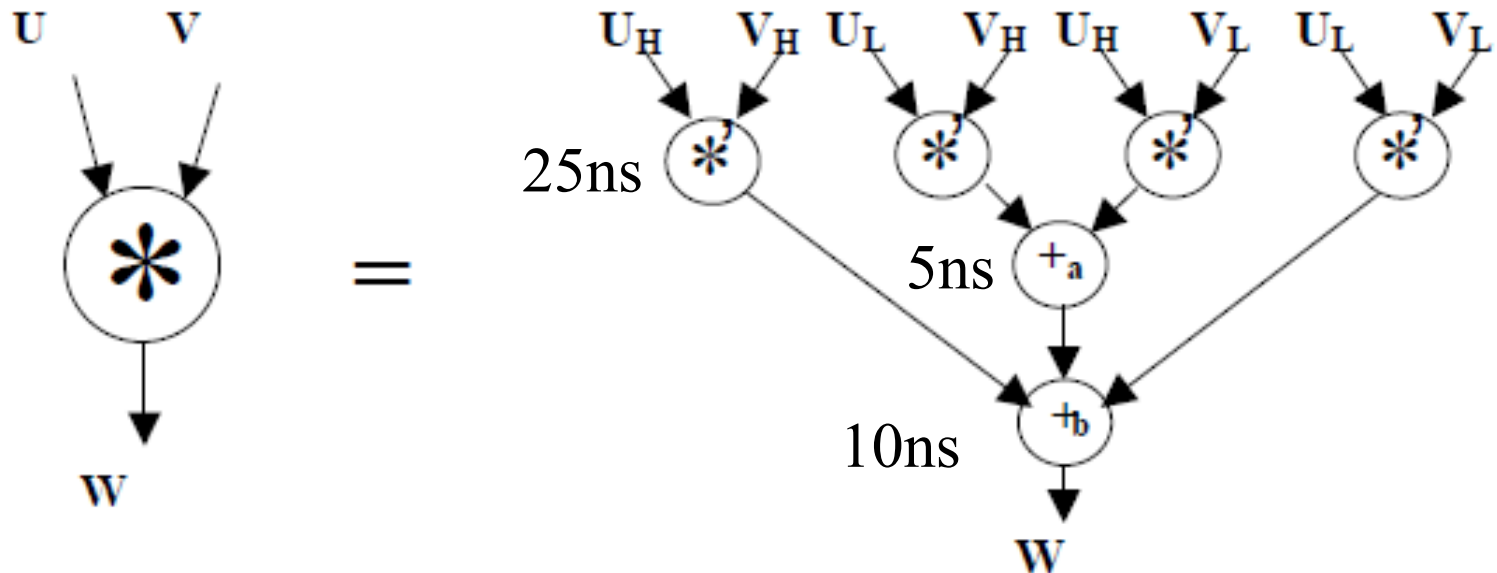 U V
U_H V_H U_L V_H U_H V_L U_L V_L
*
=
25ns *' *' *' *'
5ns +a
10ns +b
W
W